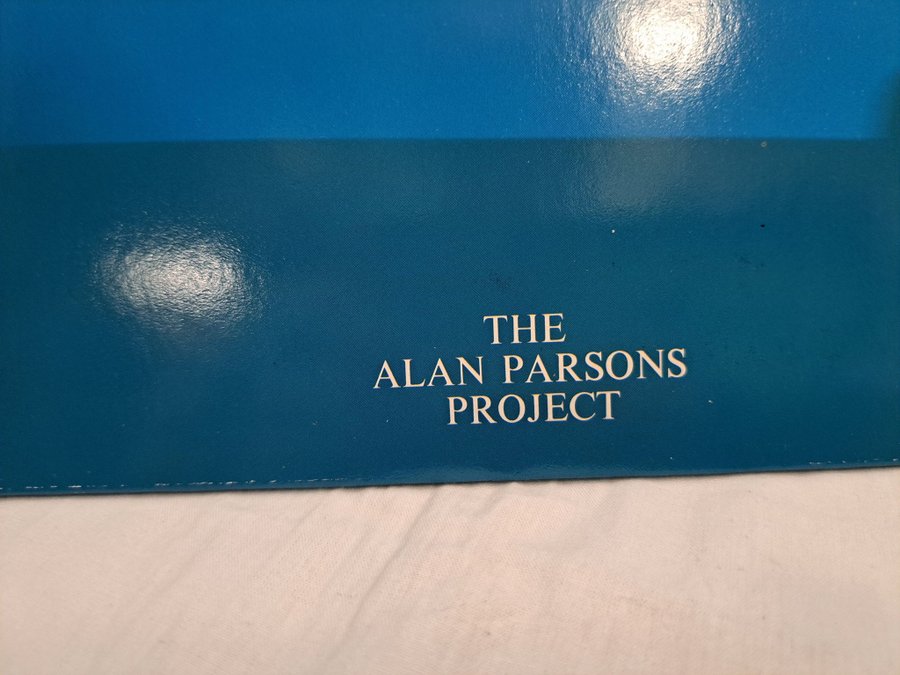 THE
ALAN PARSONS
PROJECT